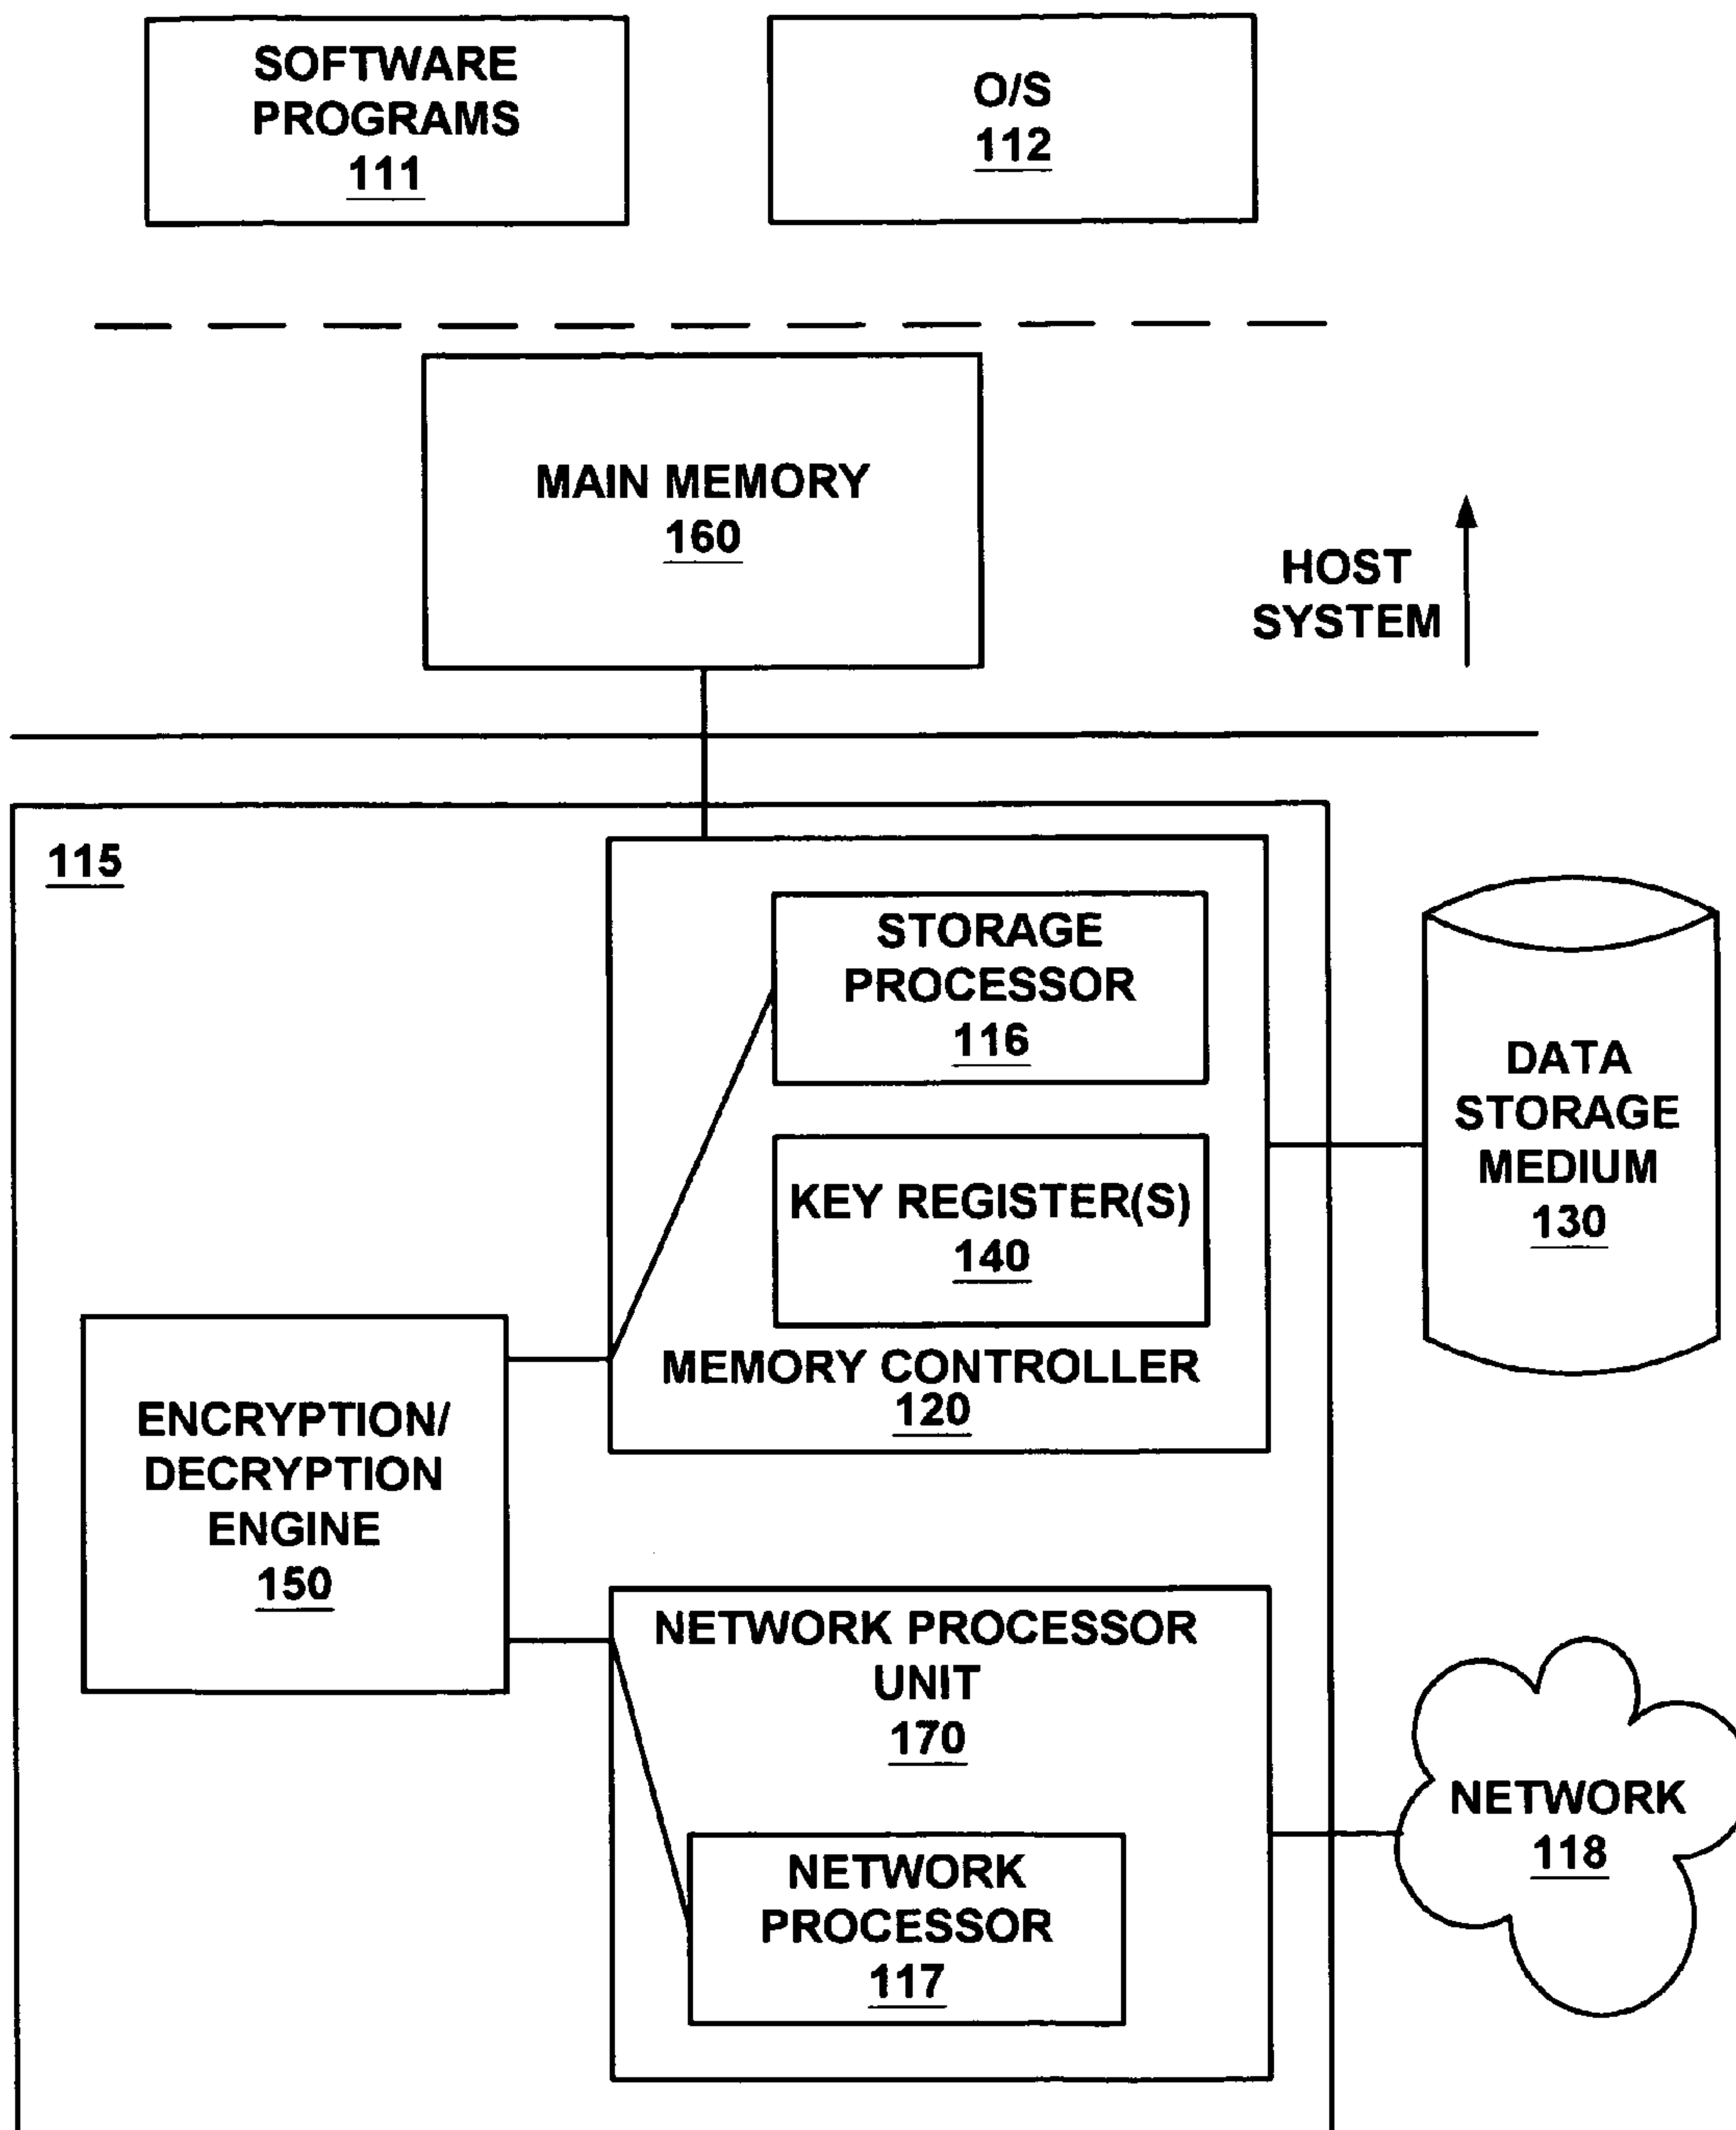 SOFTWARE
PROGRAMS
111
O/S
112
MAIN MEMORY
160
HOST
SYSTEM
115
STORAGE
PROCESSOR
116
KEY REGISTER(S)
140
MEMORY CONTROLLER
120
DATA
STORAGE
MEDIUM
130
ENCRYPTION/
DECRYPTION
ENGINE
150
NETWORK PROCESSOR
UNIT
170
NETWORK
PROCESSOR
117
NETWORK
118